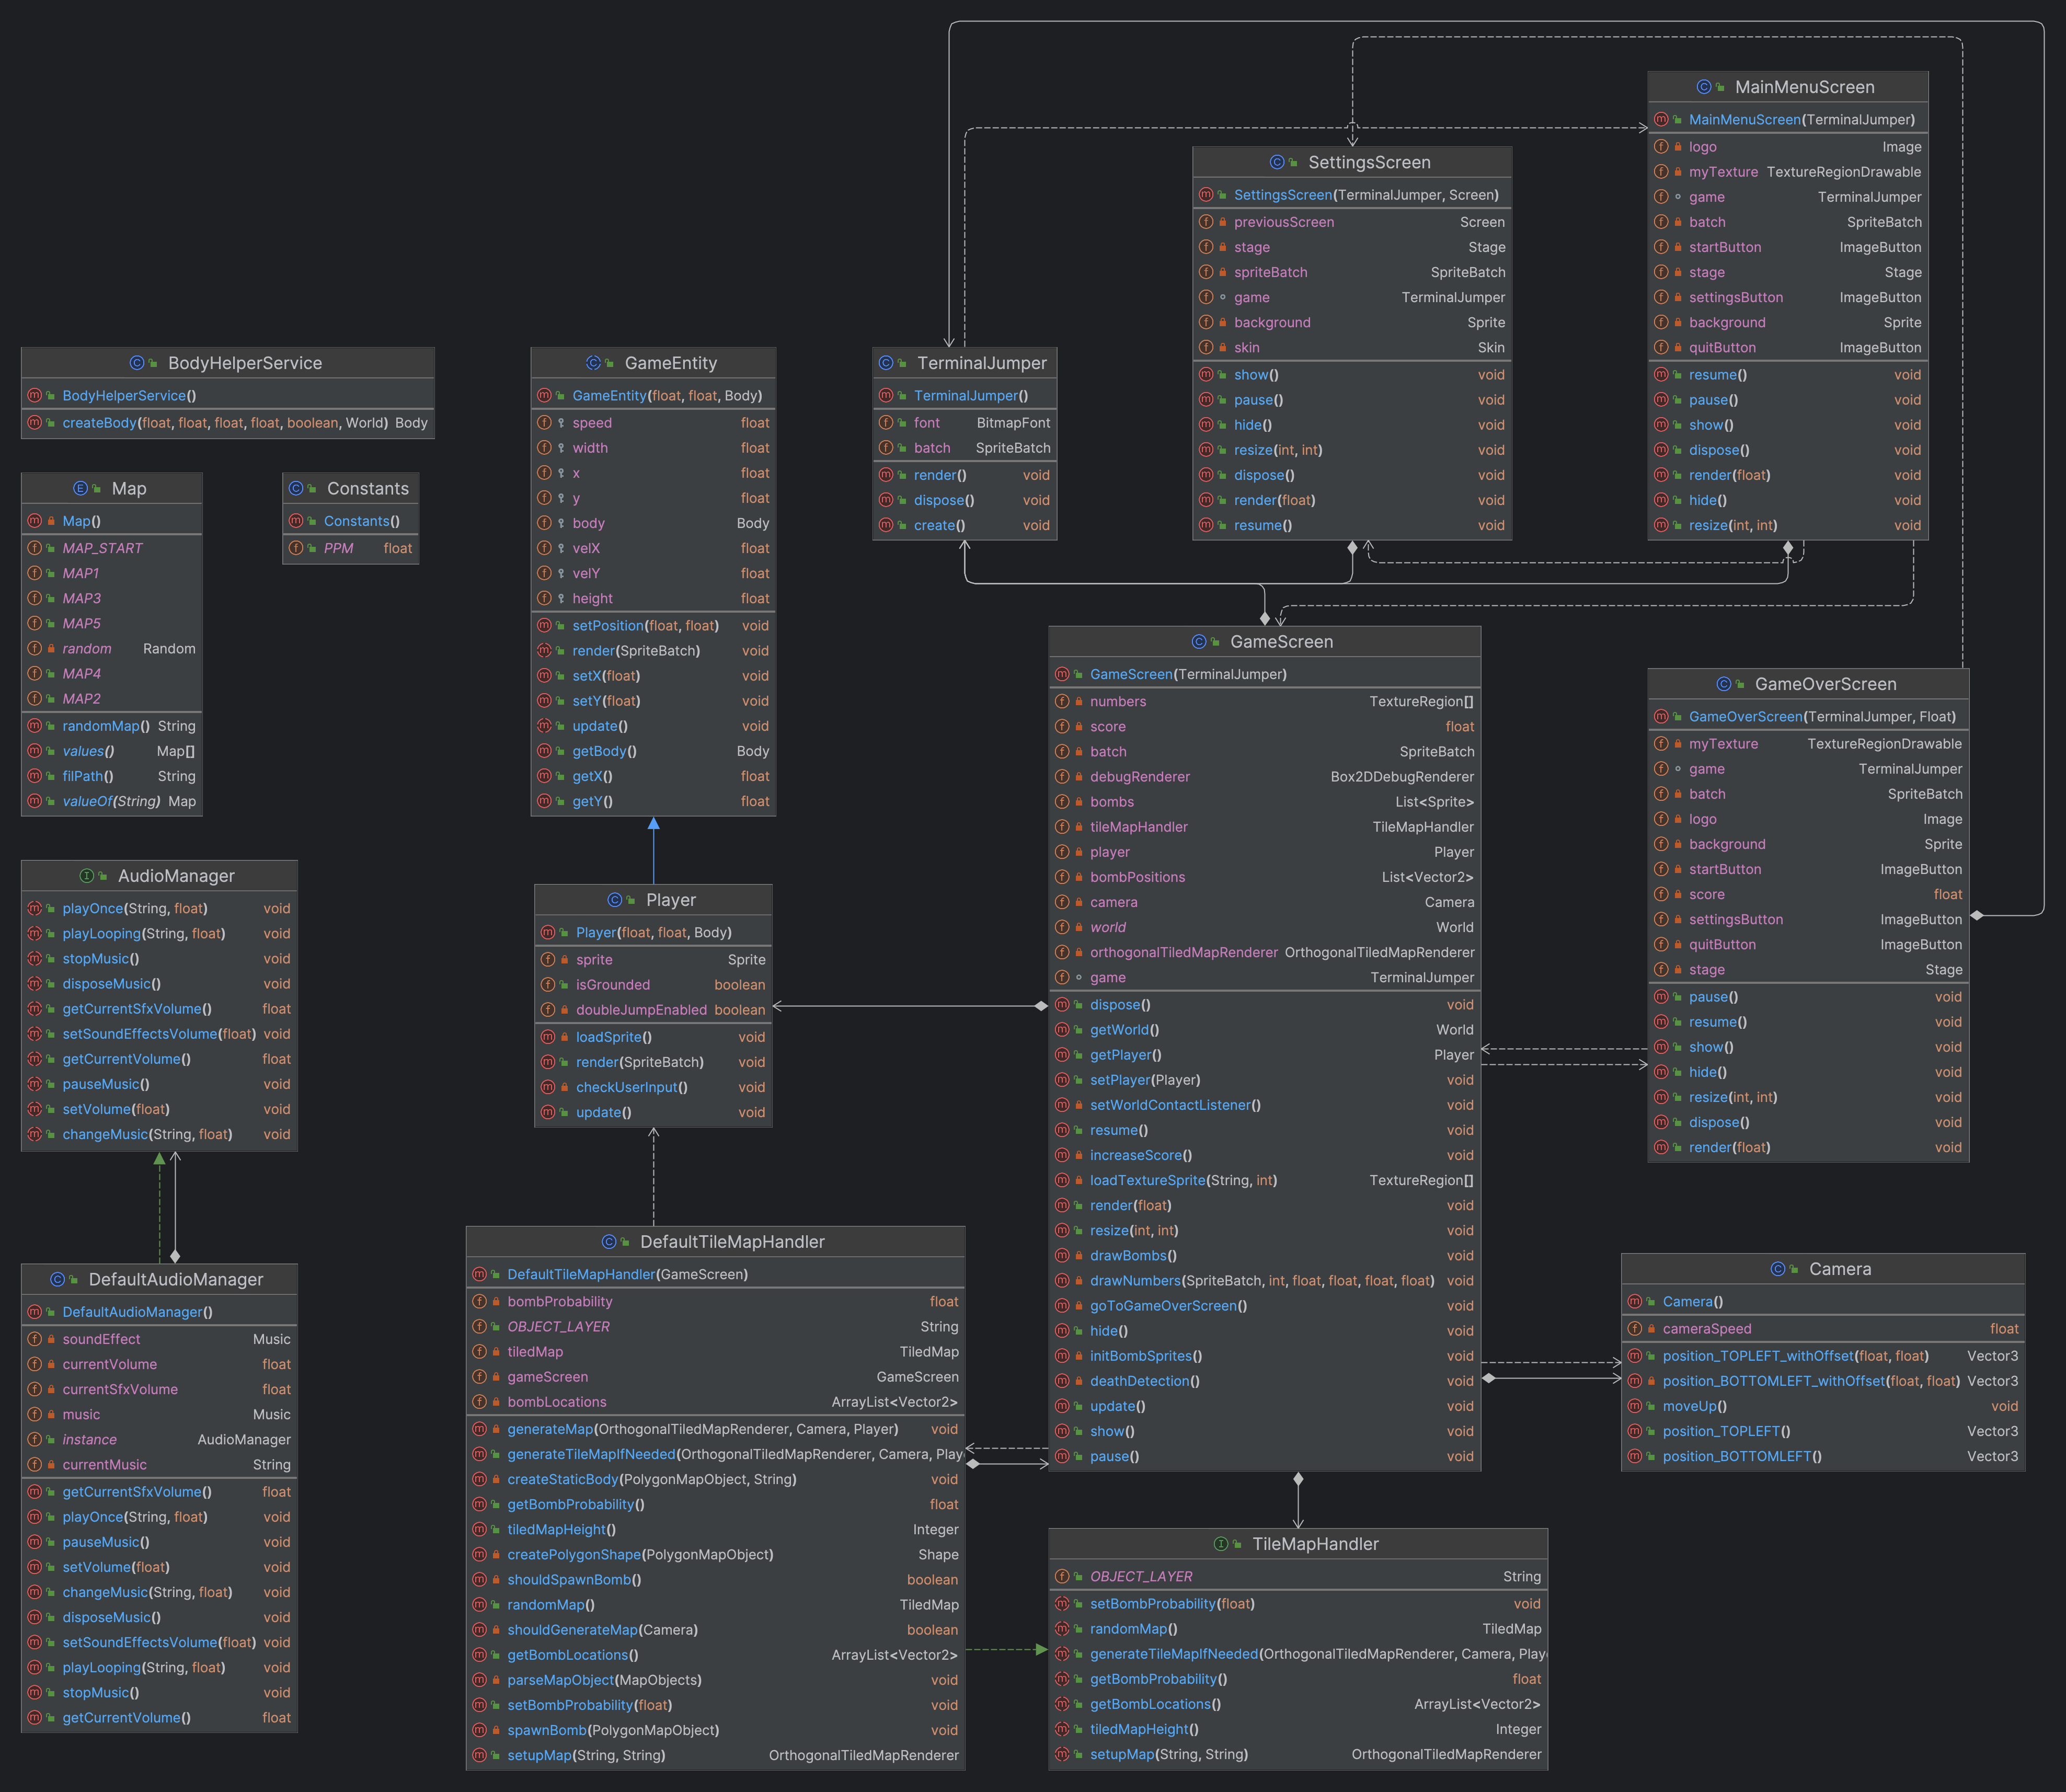 MainMenuScreen
MainMenuScreen(TerminalJumper)
logo Image
myTexture TextureRegionDrawable
game TerminalJumper
batch SpriteBatch
startButton ImageButton
stage Stage
settingsButton ImageButton
background Sprite
quitButton ImageButton
resume() void
pause() void
show() void
dispose() void
render(float) void
hide() void
resize(int, int) void
SettingsScreen
SettingsScreen(TerminalJumper, Screen)
previousScreen Screen
stage Stage
spriteBatch SpriteBatch
game TerminalJumper
background Sprite
skin Skin
show() void
pause() void
hide() void
resize(int, int) void
dispose() void
render(float) void
resume() void
BodyHelperService
BodyHelperService()
createBody(float, float, float, float, boolean, World) Body
GameEntity
GameEntity(float, float, Body)
speed float
width float
x float
y float
body Body
velX float
velY float
height float
setPosition(float, float) void
render(SpriteBatch) void
setX(float) void
setY(float) void
update() void
getBody() Body
getX() float
getY() float
TerminalJumper
TerminalJumper()
font BitmapFont
batch SpriteBatch
render() void
dispose() void
create() void
Map
Map()
MAP_START
MAP1
MAP3
MAP5
random Random
MAP4
MAP2
randomMap() String
values() Map[]
filPath() String
valueOf(String) Map
Constants
Constants()
PPM float
GameScreen
GameScreen(TerminalJumper)
numbers TextureRegion[]
score float
batch SpriteBatch
debugRenderer Box2DDebugRenderer
bombs List<Sprite>
tileMapHandler TileMapHandler
player Player
bombPositions List<Vector2>
camera Camera
world World
orthogonalTiledMapRenderer OrthogonalTiledMapRenderer
game TerminalJumper
dispose() void
getWorld() World
getPlayer() Player
setPlayer(Player) void
setWorldContactListener() void
resume() void
increaseScore() void
loadTextureSprite(String, int) TextureRegion[]
render(float) void
resize(int, int) void
drawBombs() void
drawNumbers(SpriteBatch, int, float, float, float, float) void
goToGameOverScreen() void
hide() void
initBombSprites() void
deathDetection() void
update() void
show() void
pause() void
GameOverScreen
GameOverScreen(TerminalJumper, Float)
myTexture TextureRegionDrawable
game TerminalJumper
batch SpriteBatch
logo Image
background Sprite
startButton ImageButton
score float
settingsButton ImageButton
quitButton ImageButton
stage Stage
pause() void
resume() void
show() void
hide() void
resize(int, int) void
dispose() void
render(float) void
AudioManager
playOnce(String, float) void
playLooping(String, float) void
stopMusic() void
disposeMusic() void
getCurrentSfxVolume() float
setSoundEffectsVolume(float) void
getCurrentVolume() float
pauseMusic() void
setVolume(float) void
changeMusic(String, float) void
Player
Player(float, float, Body)
sprite Sprite
isGrounded boolean
doubleJumpEnabled boolean
loadSprite() void
render(SpriteBatch) void
checkUserInput() void
update() void
DefaultAudioManager
DefaultAudioManager()
soundEffect Music
currentVolume float
currentSfxVolume float
music Music
instance AudioManager
currentMusic String
getCurrentSfxVolume() float
playOnce(String, float) void
pauseMusic() void
setVolume(float) void
changeMusic(String, float) void
disposeMusic() void
setSoundEffectsVolume(float) void
playLooping(String, float) void
stopMusic() void
getCurrentVolume() float
DefaultTileMapHandler
DefaultTileMapHandler(GameScreen)
bombProbability float
OBJECT_LAYER String
tiledMap TiledMap
gameScreen GameScreen
bombLocations ArrayList<Vector2>
generateMap(OrthogonalTiledMapRenderer, Camera, Player) void
generateTileMapIfNeeded(OrthogonalTiledMapRenderer, Camera, Play
createStaticBody(PolygonMapObject, String) void
getBombProbability() float
tiledMapHeight() Integer
createPolygonShape(PolygonMapObject) Shape
shouldSpawnBomb() boolean
randomMap() TiledMap
shouldGenerateMap(Camera) boolean
getBombLocations() ArrayList<Vector2>
parseMapObject(MapObjects) void
setBombProbability(float) void
spawnBomb(PolygonMapObject) void
setupMap(String, String) OrthogonalTiledMapRenderer
Camera
Camera()
cameraSpeed float
position_TOPLEFT_withOffset(float, float) Vector3
position_BOTTOMLEFT_withOffset(float, float) Vector3
moveUp() void
position_TOPLEFT() Vector3
position_BOTTOMLEFT() Vector3
TileMapHandler
OBJECT_LAYER String
setBombProbability(float) void
randomMap() TiledMap
generateTileMapIfNeeded(OrthogonalTiledMapRenderer, Camera, Playe
getBombProbability() float
getBombLocations() ArrayList<Vector2>
tiledMapHeight() Integer
setupMap(String, String) OrthogonalTiledMapRenderer